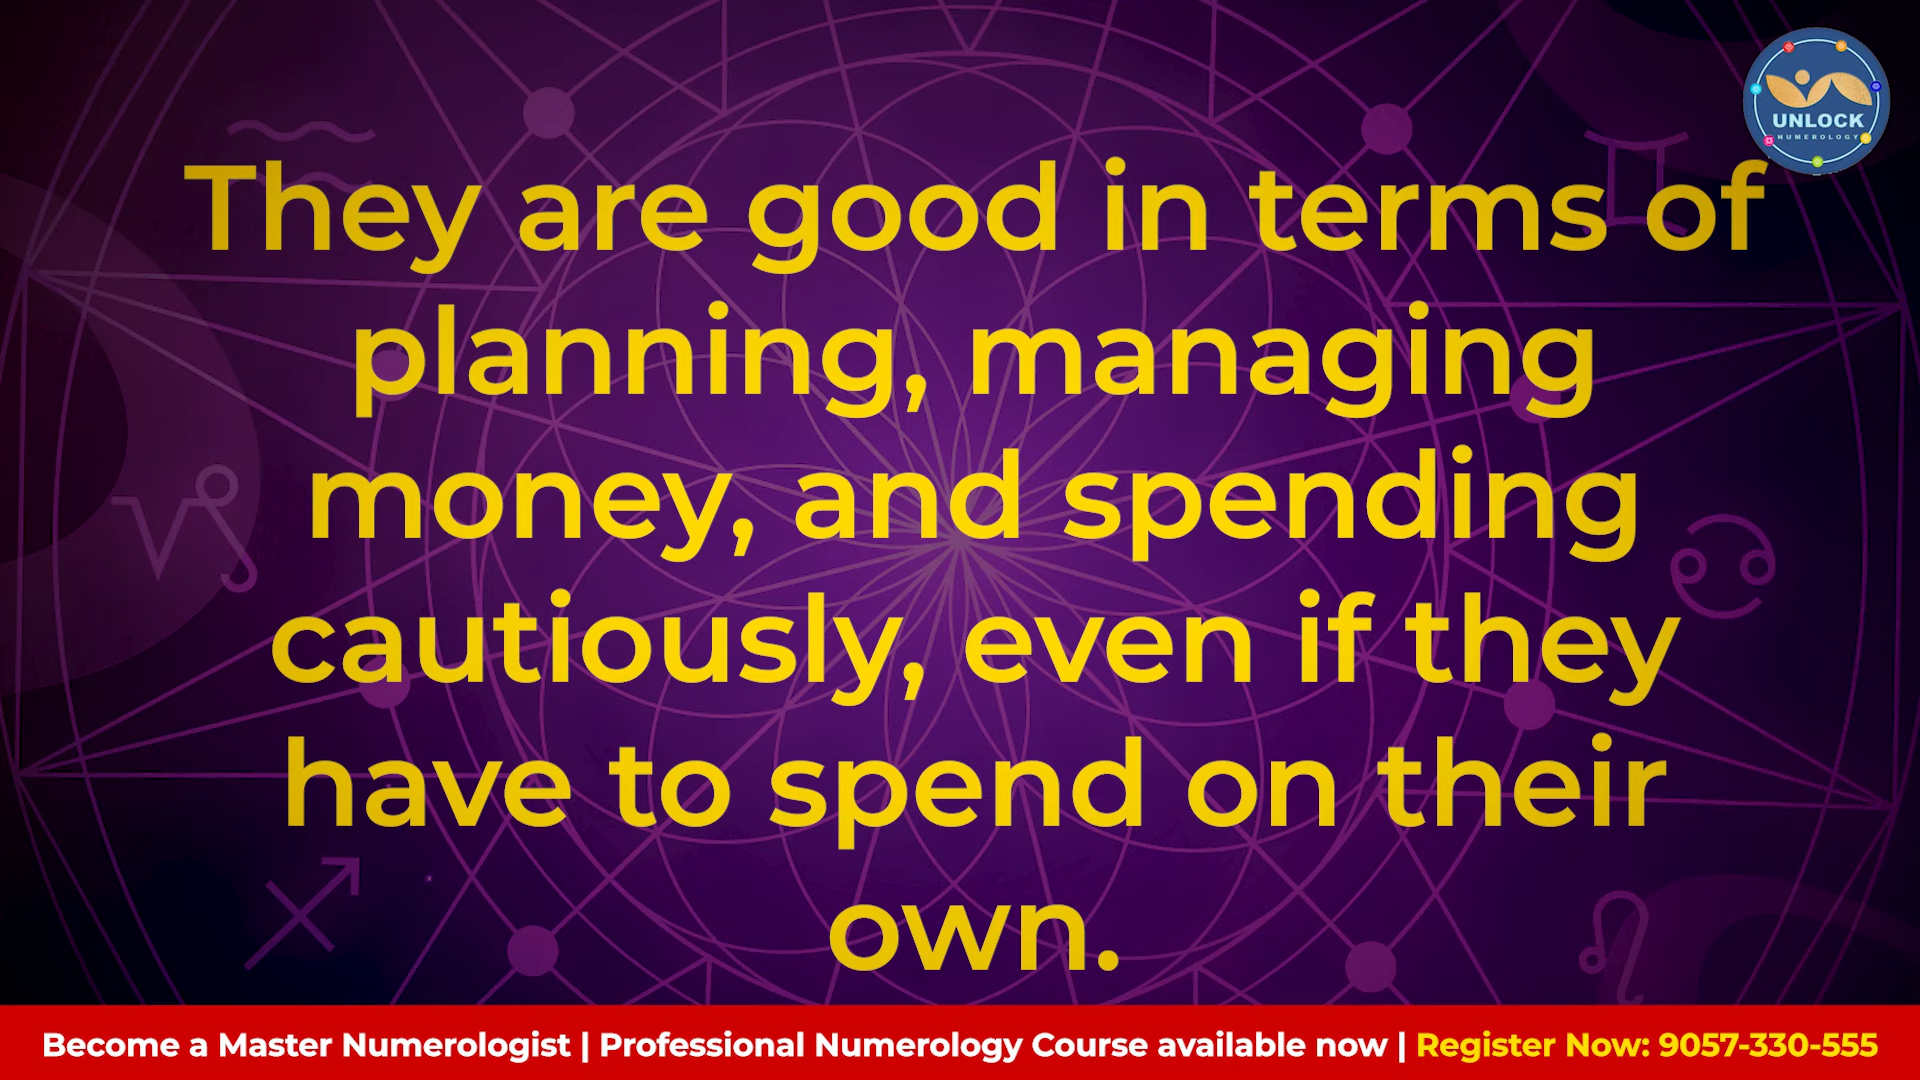 UNLOCK
NUMEROLOGY
They are good in terms of
planning, managing
money, and spending
cautiously, even if they
have to spend on their
own.
Become a Master Numerologist | Professional Numerology Course available now | Register Now: 9057-330-555